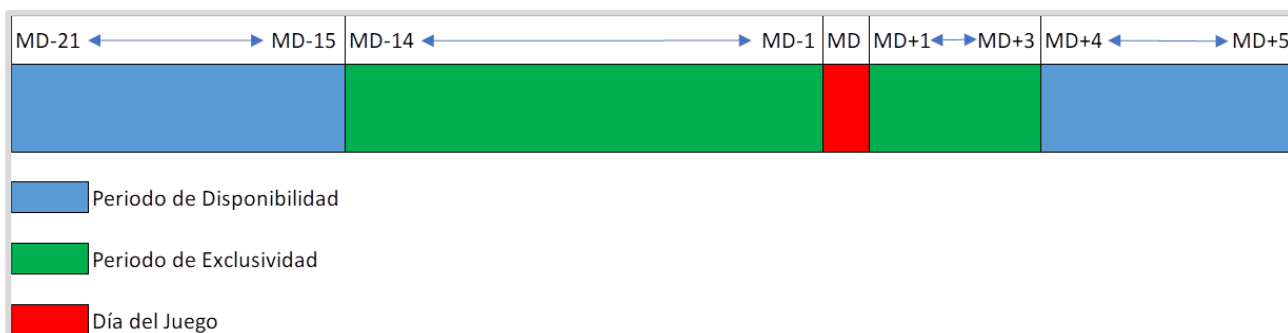 MD-21 MD-15 MD-14 MD-1 MD MD+1 MD+3 MD+4 MD+5
Periodo de Disponibilidad
Periodo de Exclusividad
Día del Juego